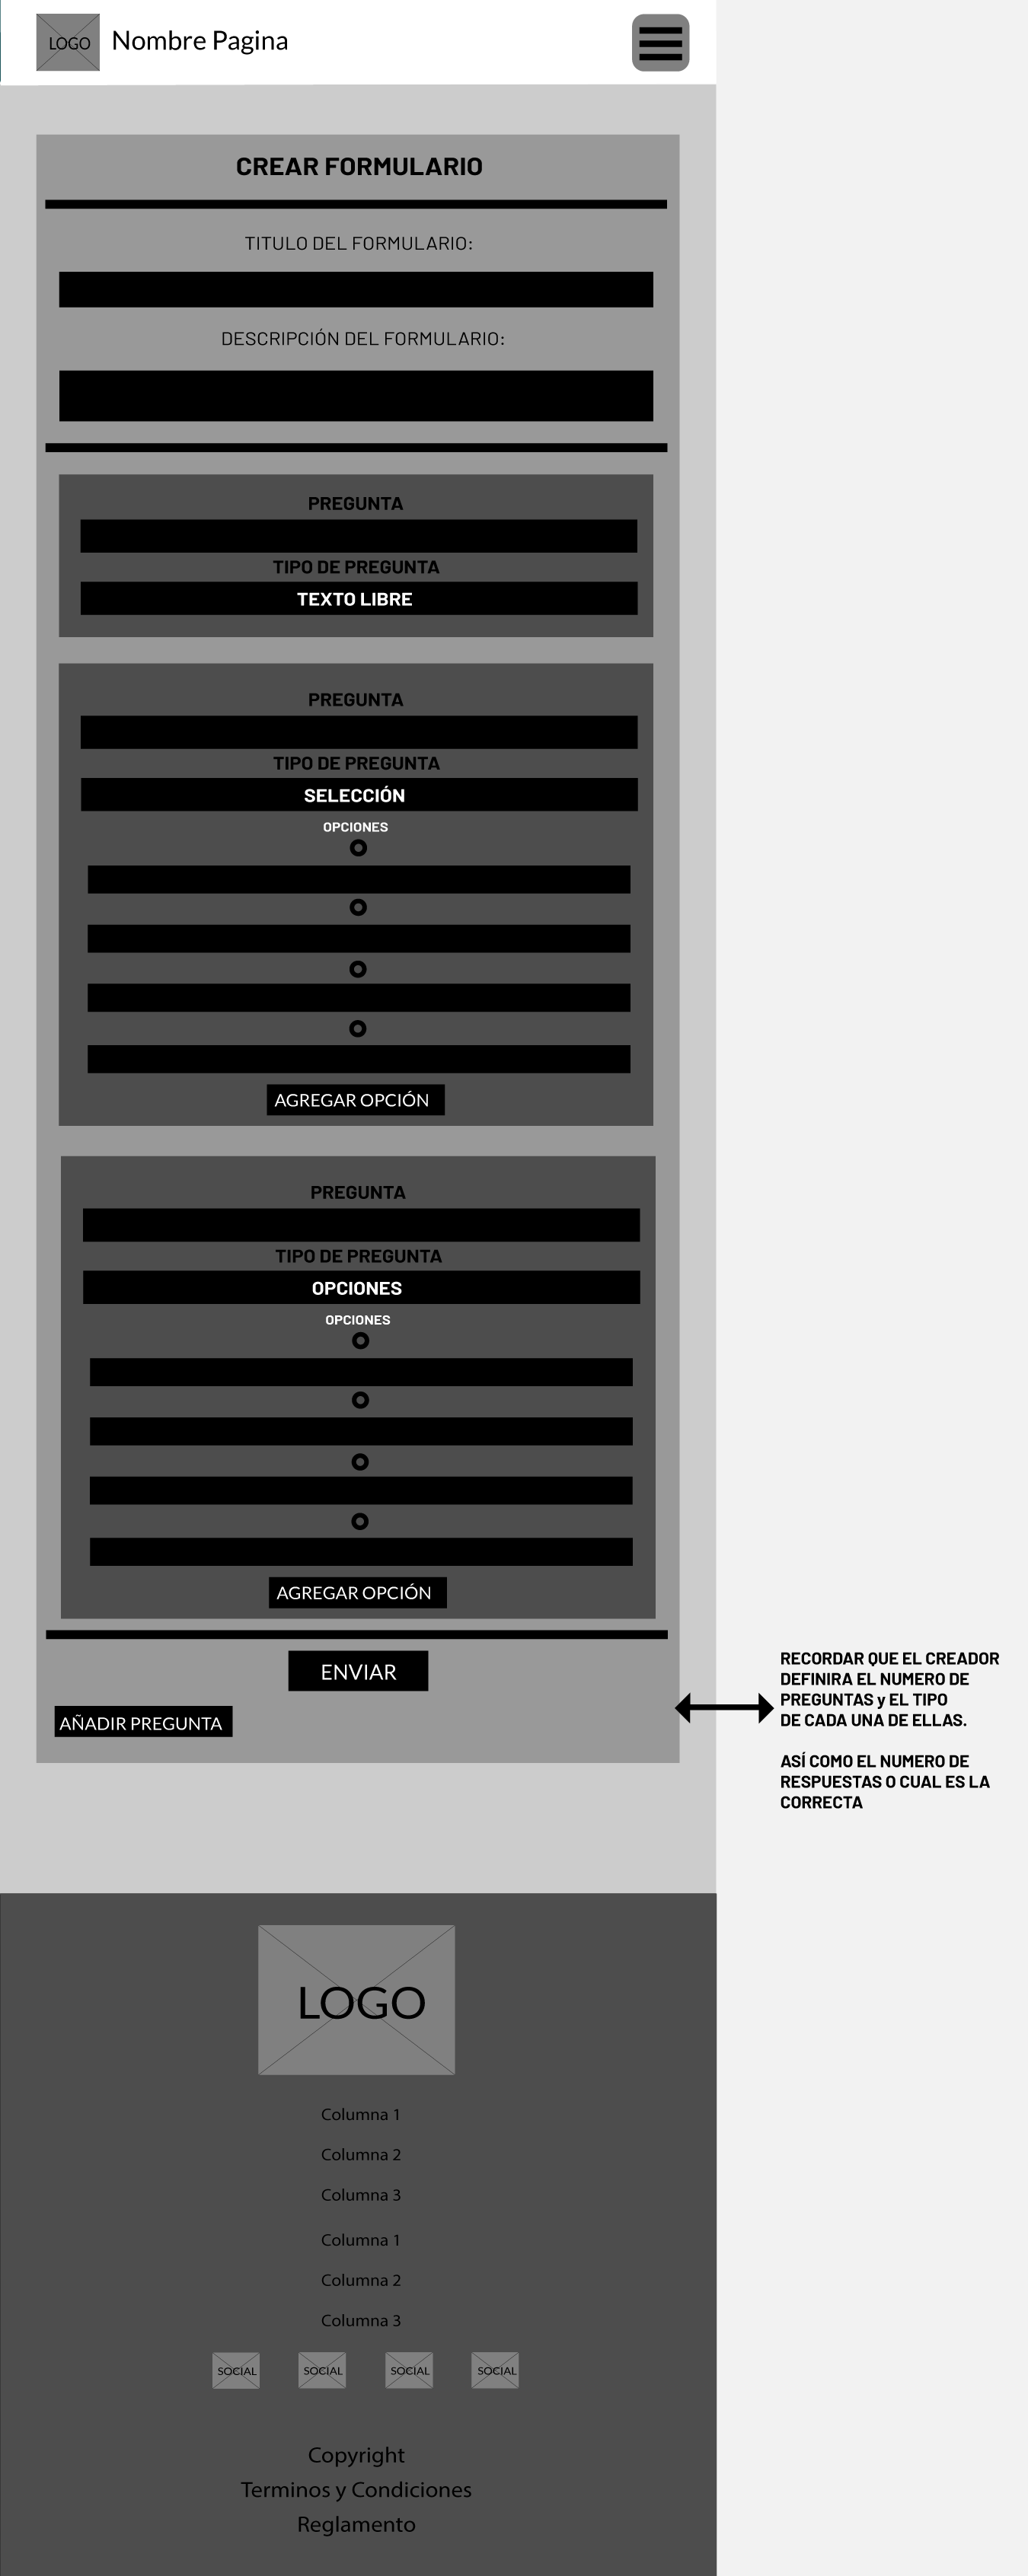 LOGO Nombre Pagina
CREAR FORMULARIO
TITULO DEL FORMULARIO:
DESCRIPCIÓN DEL FORMULARIO:
PREGUNTA
TIPO DE PREGUNTA
TEXTO LIBRE
PREGUNTA
TIPO DE PREGUNTA
SELECCIÓN
OPCIONES
AGREGAR OPCIÓN
PREGUNTA
TIPO DE PREGUNTA
OPCIONES
OPCIONES
AGREGAR OPCIÓN
ENVIAR
AÑADIR PREGUNTA
RECORDAR QUE EL CREADOR
DEFINIRA EL NUMERO DE
PREGUNTAS y EL TIPO
DE CADA UNA DE ELLAS.
ASÍ COMO EL NUMERO DE
RESPUESTAS O CUAL ES LA
CORRECTA
LOGO
Columna 1
Columna 2
Columna 3
Columna 1
Columna 2
Columna 3
SOCIAL SOCIAL SOCIAL SOCIAL
Copyright
Terminos y Condiciones
Reglamento